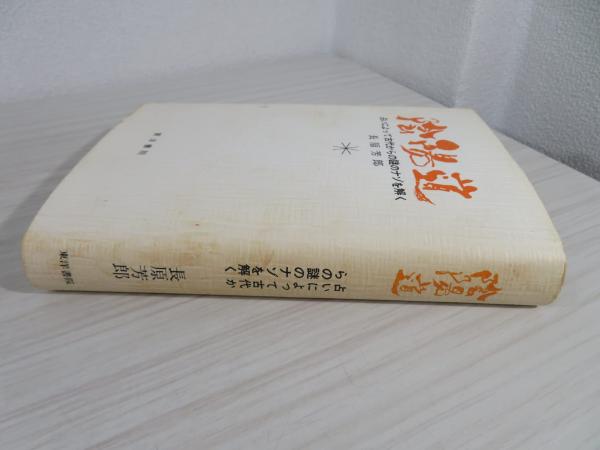 陰陽道
占いによって古代からの謎のナゾを解く
長原芳郎
陰陽道
占いによって古代か
らの謎のナゾを解く
長原芳郎